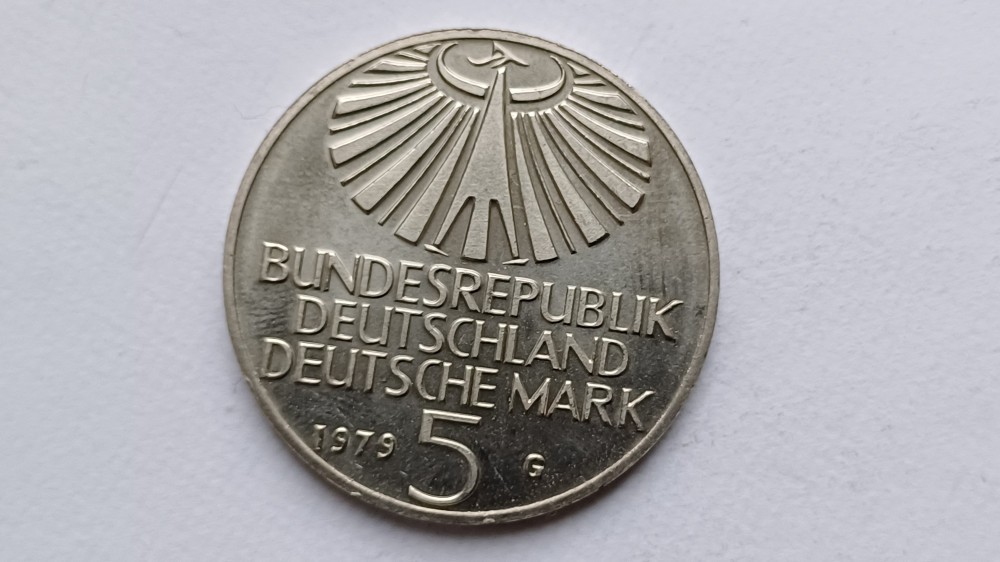 BUNDESREPUBLIK
DEUTSCHLAND
DEUTSCHE MARK
1979 5 G